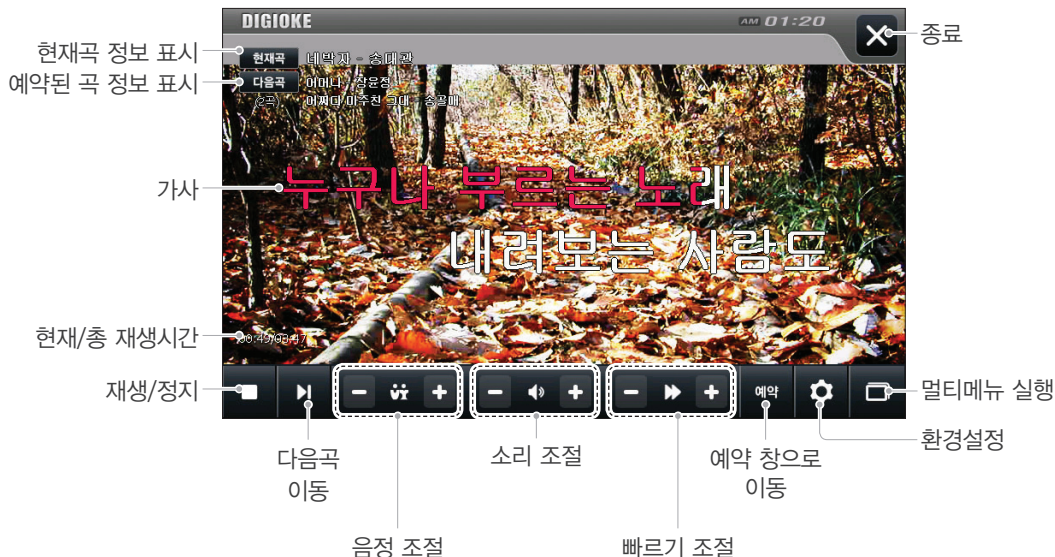 DIGIOKE
AM 01:20
종료
현재곡 정보 표시
현재곡 네박자 - 송대관
예약된 곡 정보 표시
다음곡 어머나 - 장윤정
(2곡) 어쩌다 마주친 그대 - 송골매
가사
누구나 부르는 노래
내려보는 사람도
현재/총 재생시간
00:49/03:47
재생/정지
예약
멀티메뉴 실행
환경설정
다음곡
이동
소리 조절
예약 창으로
이동
음정 조절
빠르기 조절